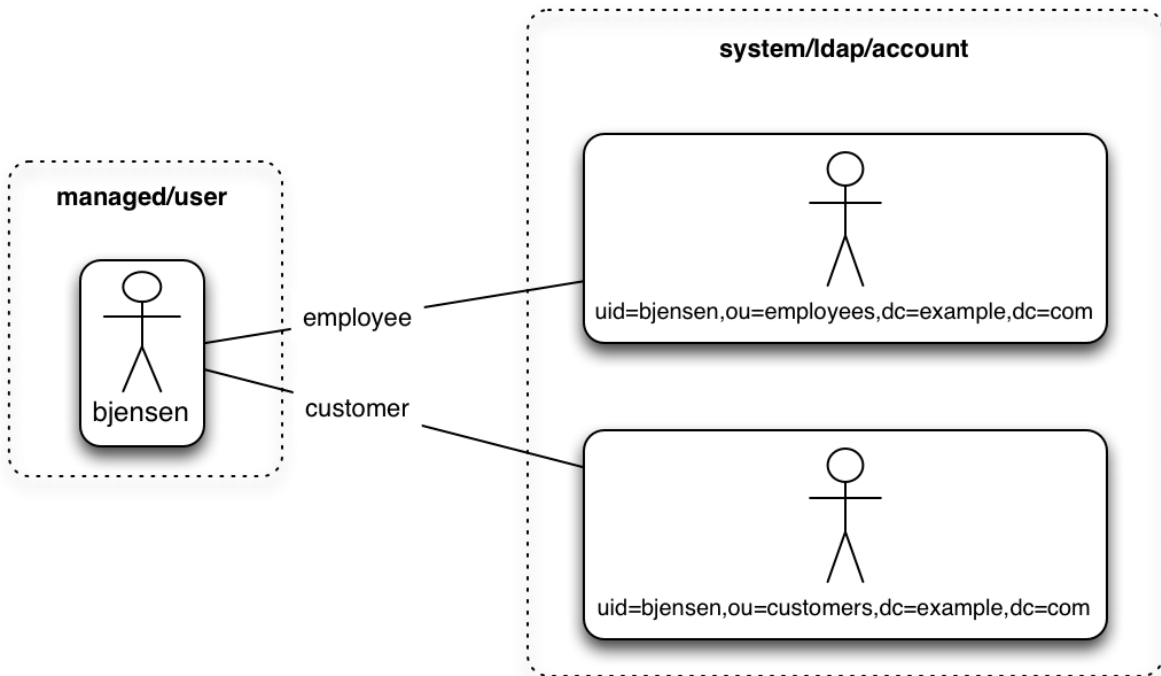 system/ldap/account
managed/user
bjensen
employee
customer
uid=bjensen,ou=employees,dc=example,dc=com
uid=bjensen,ou=customers,dc=example,dc=com